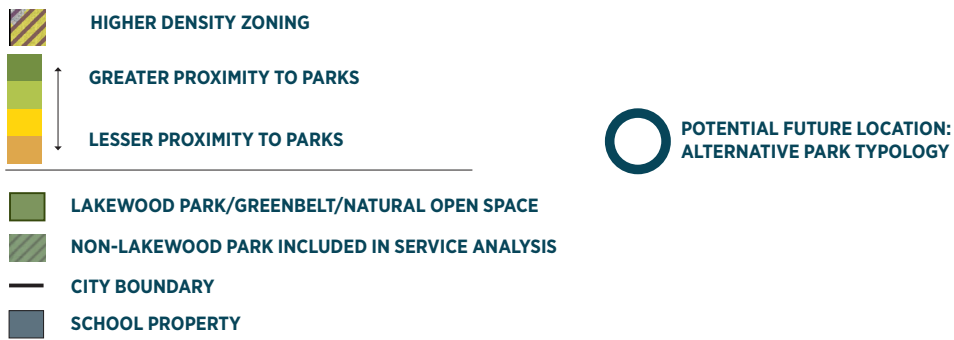 HIGHER DENSITY ZONING
GREATER PROXIMITY TO PARKS
LESSER PROXIMITY TO PARKS
POTENTIAL FUTURE LOCATION:
ALTERNATIVE PARK TYPOLOGY
LAKEWOOD PARK/GREENBELT/NATURAL OPEN SPACE
NON-LAKEWOOD PARK INCLUDED IN SERVICE ANALYSIS
CITY BOUNDARY
SCHOOL PROPERTY